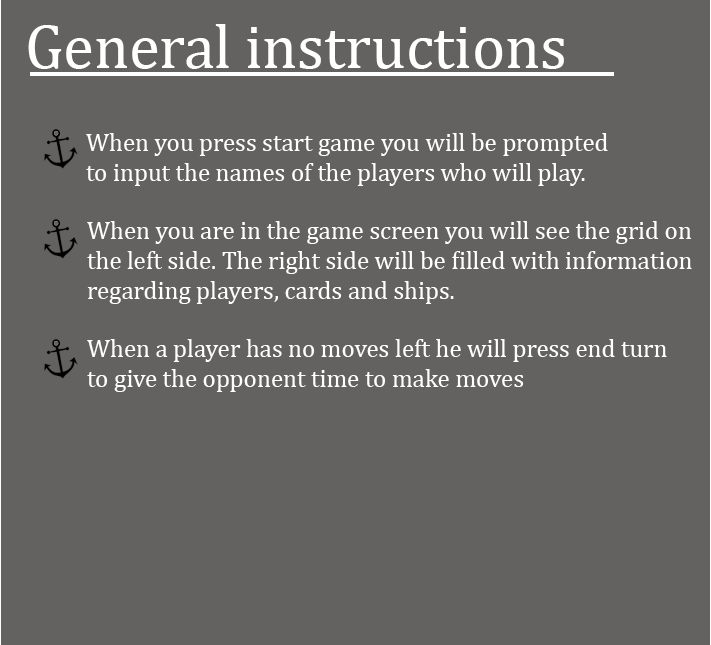 General instructions
When you press start game you will be prompted
to input the names of the players who will play.
When you are in the game screen you will see the grid on
the left side. The right side will be filled with information
regarding players, cards and ships.
When a player has no moves left he will press end turn
to give the opponent time to make moves